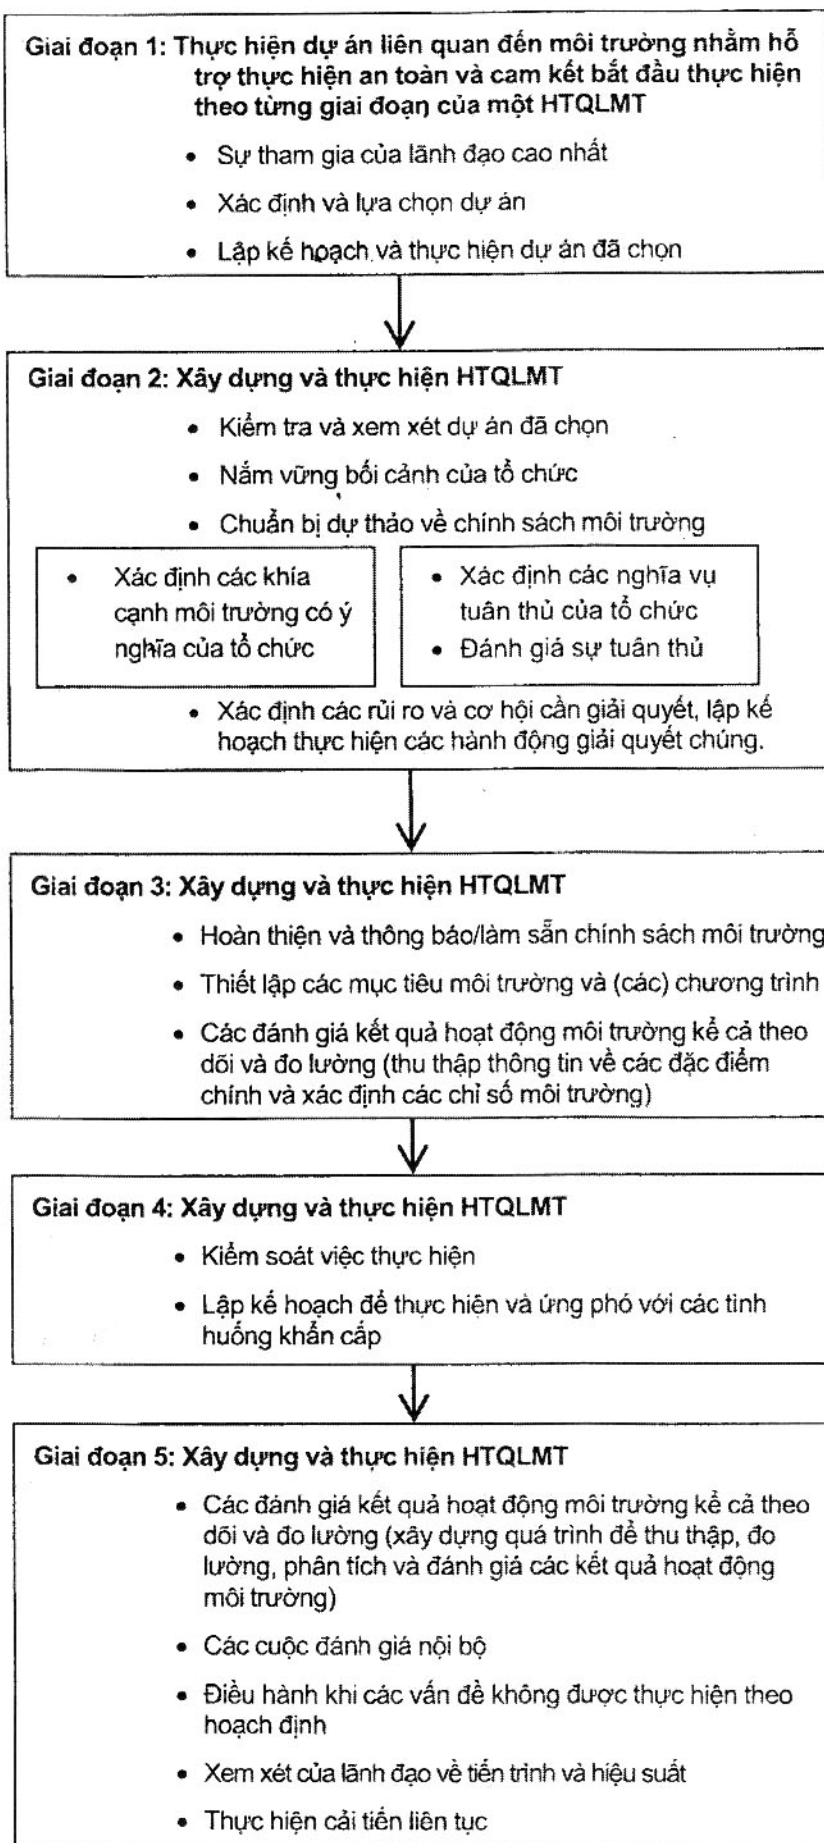 Giai đoạn 1: Thực hiện dự án liên quan đến môi trường nhằm hỗ
trợ thực hiện an toàn và cam kết bắt đầu thực hiện
theo từng giai đoạn của một HTQLMT
• Sự tham gia của lãnh đạo cao nhất
• Xác định và lựa chọn dự án
• Lập kế hoạch và thực hiện dự án đã chọn
Giai đoạn 2: Xây dựng và thực hiện HTQLMT
• Kiểm tra và xem xét dự án đã chọn
• Nắm vững bối cảnh của tổ chức
• Chuẩn bị dự thảo về chính sách môi trường
• Xác định các khía
cạnh môi trường có ý
nghĩa của tổ chức
• Xác định các nghĩa vụ
tuân thủ của tổ chức
• Đánh giá sự tuân thủ
• Xác định các rủi ro và cơ hội cần giải quyết, lập kế
hoạch thực hiện các hành động giải quyết chúng.
Giai đoạn 3: Xây dựng và thực hiện HTQLMT
• Hoàn thiện và thông báo/làm sẵn chính sách môi trường
• Thiết lập các mục tiêu môi trường và (các) chương trình
• Các đánh giá kết quả hoạt động môi trường kể cả theo
dõi và đo lường (thu thập thông tin về các đặc điểm
chính và xác định các chỉ số môi trường)
Giai đoạn 4: Xây dựng và thực hiện HTQLMT
• Kiểm soát việc thực hiện
• Lập kế hoạch để thực hiện và ứng phó với các tình
huống khẩn cấp
Giai đoạn 5: Xây dựng và thực hiện HTQLMT
• Các đánh giá kết quả hoạt động môi trường kể cả theo
dõi và đo lường (xây dựng quá trình để thu thập, đo
lường, phân tích và đánh giá các kết quả hoạt động
môi trường)
• Các cuộc đánh giá nội bộ
• Điều hành khi các vấn đề không được thực hiện theo
hoạch định
• Xem xét của lãnh đạo về tiến trình và hiệu suất
• Thực hiện cải tiến liên tục